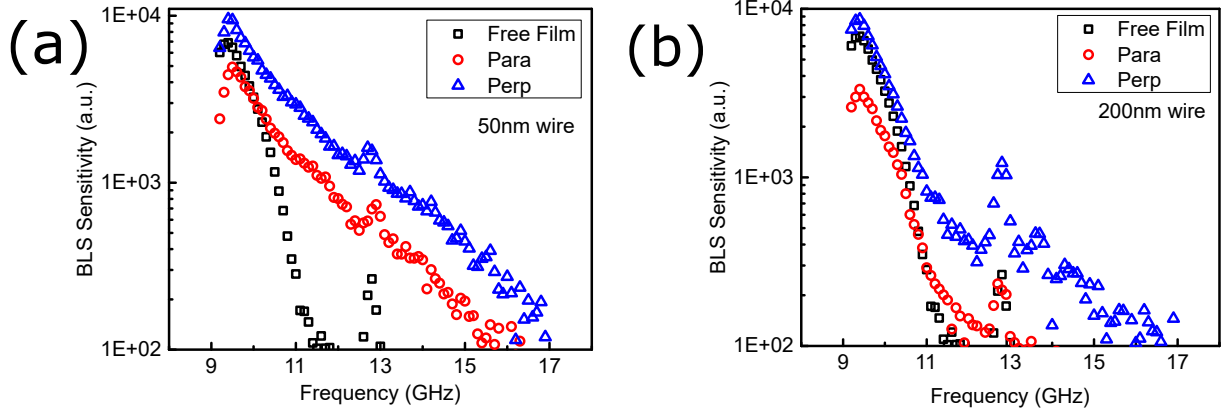 (a)
1E+04
1E+03
1E+02
BLS Sensitivity (a.u.)
Free Film
Para
Perp
50nm wire
9 11 13 15 17
Frequency (GHz)
(b)
1E+04
1E+03
1E+02
BLS Sensitivity (a.u.)
Free Film
Para
Perp
200nm wire
9 11 13 15 17
Frequency (GHz)